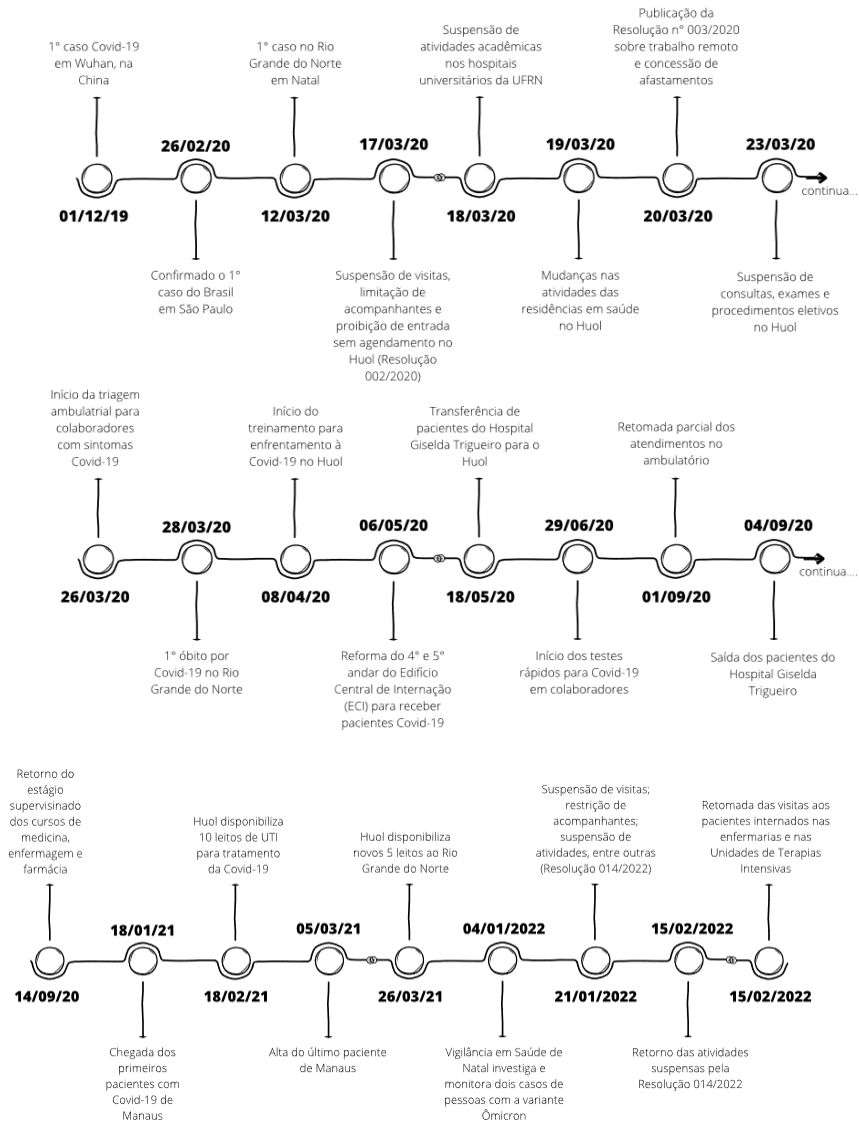 1° caso Covid-19
em Wuhan, na
China
01/12/19
26/02/20
Confirmado o 1°
caso do Brasil
em São Paulo
1° caso no Rio
Grande do Norte
em Natal
12/03/20
17/03/20
Suspensão de visitas,
limitação de
acompanhantes e
proibição de entrada
sem agendamento no
Huol (Resolução
002/2020)
Suspensão de
atividades acadêmicas
nos hospitais
universitários da UFRN
18/03/20
19/03/20
Mudanças nas
atividades das
residências em saúde
no Huol
Publicação da
Resolução n° 003/2020
sobre trabalho remoto
e concessão de
afastamentos
20/03/20
23/03/20
Suspensão de
consultas, exames e
procedimentos eletivos
no Huol
continua...
Início da triagem
ambulatrial para
colaboradores
com sintomas
Covid-19
26/03/20
28/03/20
1° óbito por
Covid-19 no Rio
Grande do Norte
Início do
treinamento para
enfrentamento à
Covid-19 no Huol
08/04/20
06/05/20
Reforma do 4° e 5°
andar do Edifício
Central de Internação
(ECI) para receber
pacientes Covid-19
Transferência de
pacientes do Hospital
Giselda Trigueiro para o
Huol
18/05/20
29/06/20
Início dos testes
rápidos para Covid-19
em colaboradores
Retomada parcial dos
atendimentos no
ambulatório
01/09/20
04/09/20
Saída dos pacientes do
Hospital Giselda
Trigueiro
continua....
Retorno do
estágio
supervisinado
dos cursos de
medicina,
enfermagem e
farmácia
14/09/20
18/01/21
Chegada dos
primeiros
pacientes com
Covid-19 de
Manaus
Huol disponibiliza
10 leitos de UTI
para tratamento
da Covid-19
18/02/21
05/03/21
Alta do último paciente
de Manaus
Huol disponibiliza
novos 5 leitos ao Rio
Grande do Norte
26/03/21
04/01/2022
Vigilância em Saúde de
Natal investiga e
monitora dois casos de
pessoas com a variante
Ômicron
Suspensão de visitas;
restrição de
acompanhantes;
suspensão de
atividades, entre outras
(Resolução 014/2022)
21/01/2022
15/02/2022
Retorno das atividades
suspensas pela
Resolução 014/2022
Retomada das visitas aos
pacientes internados nas
enfermarias e nas
Unidades de Terapias
Intensivas
15/02/2022